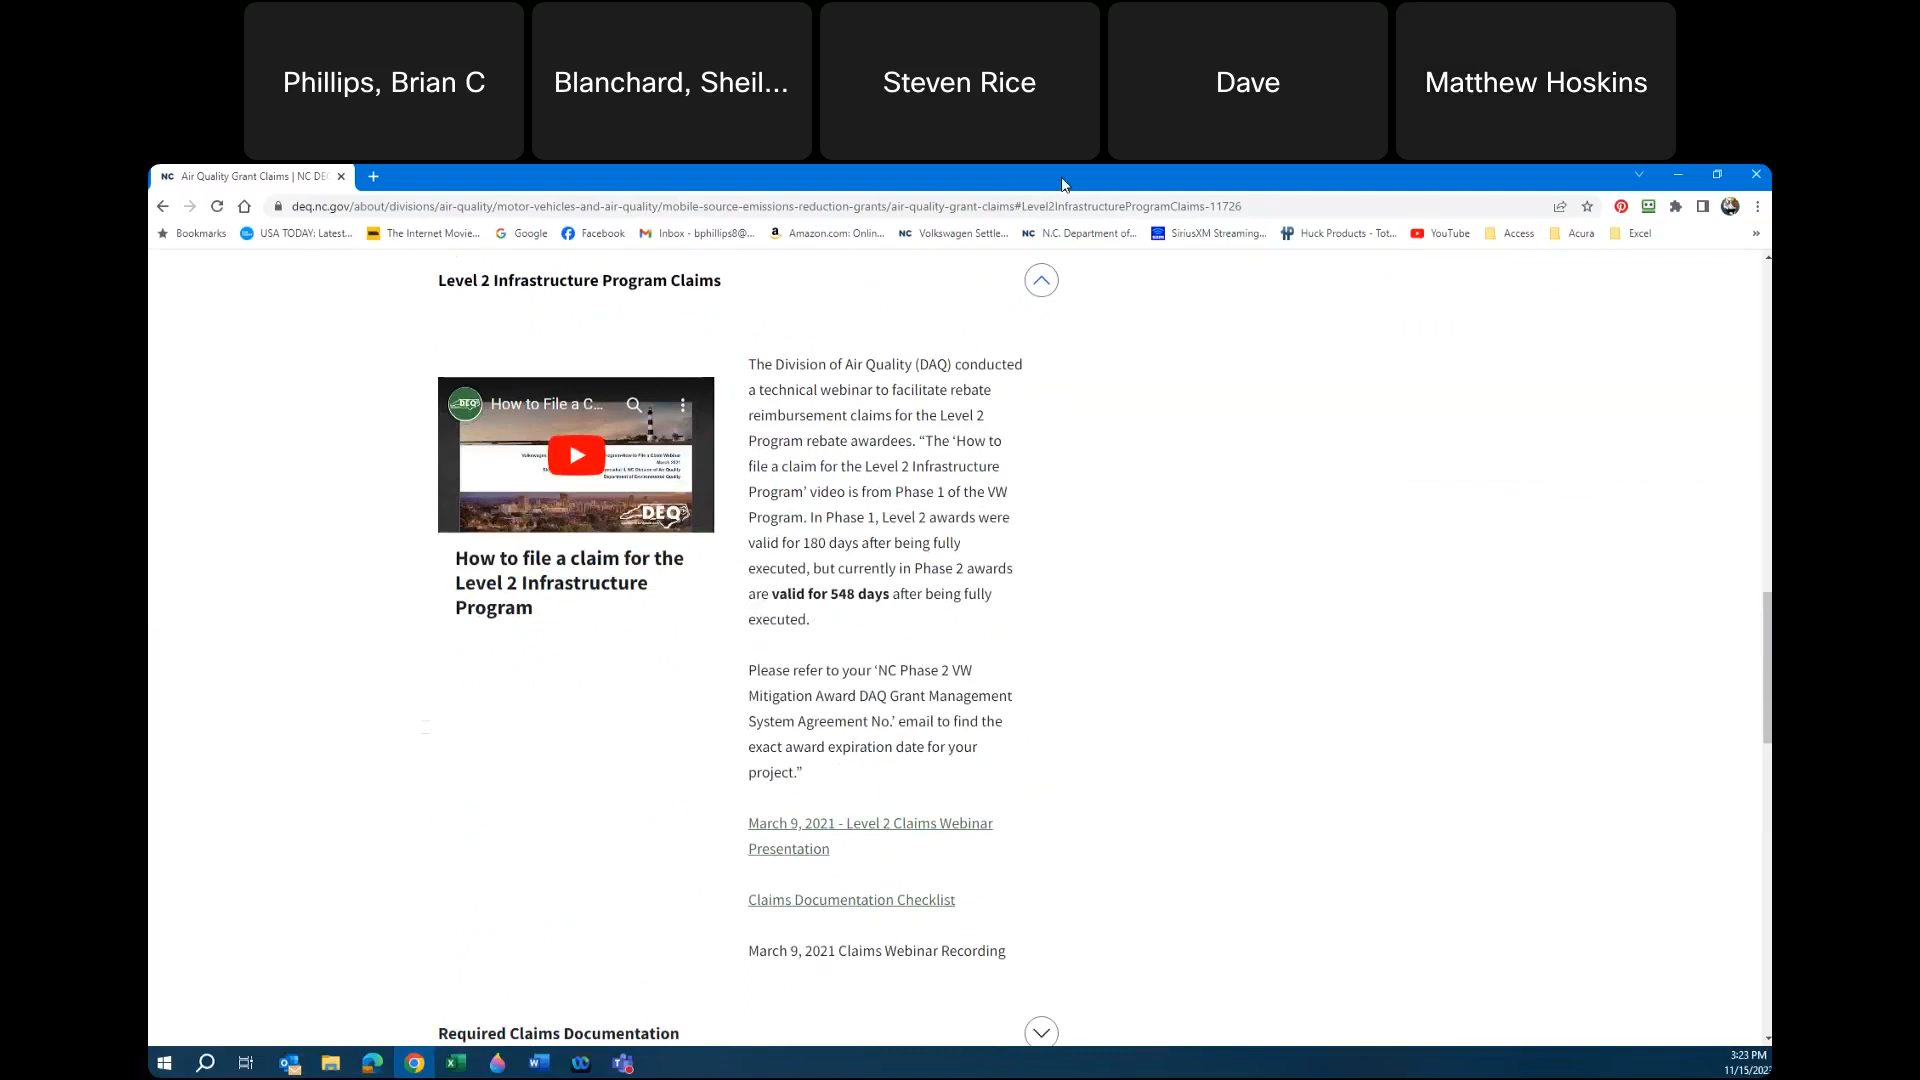 Phillips, Brian C
Blanchard, Sheil...
Steven Rice
Dave
Matthew Hoskins
NC Air Quality Grant Claims | NC DEQ
deq.nc.gov/about/divisions/air-quality/motor-vehicles-and-air-quality/mobile-source-emissions-reduction-grants/air-quality-grant-claims#Level2InfrastructureProgramClaims-11726
Bookmarks USA TODAY: Latest... The Internet Movie... Google Facebook Inbox - bphillips8@... Amazon.com: Onlin... NC Volkswagen Settle... NC N.C. Department of... SiriusXM Streaming... Huck Products - Tot... YouTube Access Acura Excel »
Level 2 Infrastructure Program Claims
DEQ How to File a C...
DEQ
How to file a claim for the
Level 2 Infrastructure
Program
The Division of Air Quality (DAQ) conducted
a technical webinar to facilitate rebate
reimbursement claims for the Level 2
Program rebate awardees. “The ‘How to
file a claim for the Level 2 Infrastructure
Program’ video is from Phase 1 of the VW
Program. In Phase 1, Level 2 awards were
valid for 180 days after being fully
executed, but currently in Phase 2 awards
are valid for 548 days after being fully
executed.
Please refer to your ‘NC Phase 2 VW
Mitigation Award DAQ Grant Management
System Agreement No.’ email to find the
exact award expiration date for your
project.”
March 9, 2021 - Level 2 Claims Webinar
Presentation
Claims Documentation Checklist
March 9, 2021 Claims Webinar Recording
Required Claims Documentation
3:23 PM